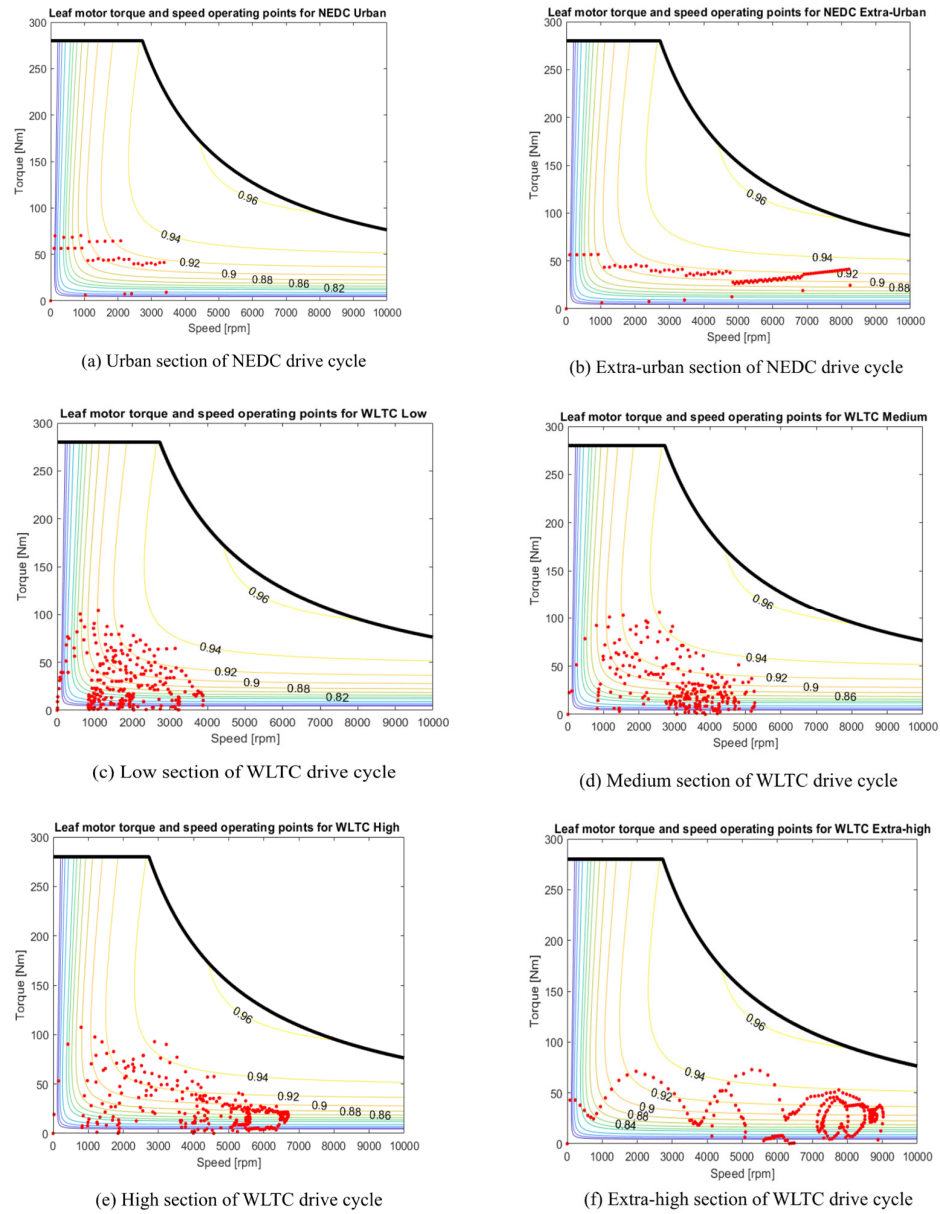 Leaf motor torque and speed operating points for NEDC Urban
300
250
200
150
100
50
0
Torque [Nm]
0.96
0.94
0.92
0.9
0.88
0.86
0.82
0 1000 2000 3000 4000 5000 6000 7000 8000 9000 10000
Speed [rpm]
(a) Urban section of NEDC drive cycle
Leaf motor torque and speed operating points for NEDC Extra-Urban
300
250
200
150
100
50
0
Torque [Nm]
0.96
0.94
0.92
0.9
0.88
0 1000 2000 3000 4000 5000 6000 7000 8000 9000 10000
Speed [rpm]
(b) Extra-urban section of NEDC drive cycle
Leaf motor torque and speed operating points for WLTC Low
300
250
200
150
100
50
0
Torque [Nm]
0.96
0.94
0.92
0.9
0.88
0.82
0 1000 2000 3000 4000 5000 6000 7000 8000 9000 10000
Speed [rpm]
(c) Low section of WLTC drive cycle
Leaf motor torque and speed operating points for WLTC Medium
300
250
200
150
100
50
0
Torque [Nm]
0.96
0.94
0.92
0.9
0.86
0 1000 2000 3000 4000 5000 6000 7000 8000 9000 10000
Speed [rpm]
(d) Medium section of WLTC drive cycle
Leaf motor torque and speed operating points for WLTC High
300
250
200
150
100
50
0
Torque [Nm]
0.96
0.94
0.92
0.9
0.88
0.86
0 1000 2000 3000 4000 5000 6000 7000 8000 9000 10000
Speed [rpm]
(e) High section of WLTC drive cycle
Leaf motor torque and speed operating points for WLTC Extra-high
300
250
200
150
100
50
0
Torque [Nm]
0.96
0.94
0.92
0.9
0.88
0.84
0 1000 2000 3000 4000 5000 6000 7000 8000 9000 10000
Speed [rpm]
(f) Extra-high section of WLTC drive cycle